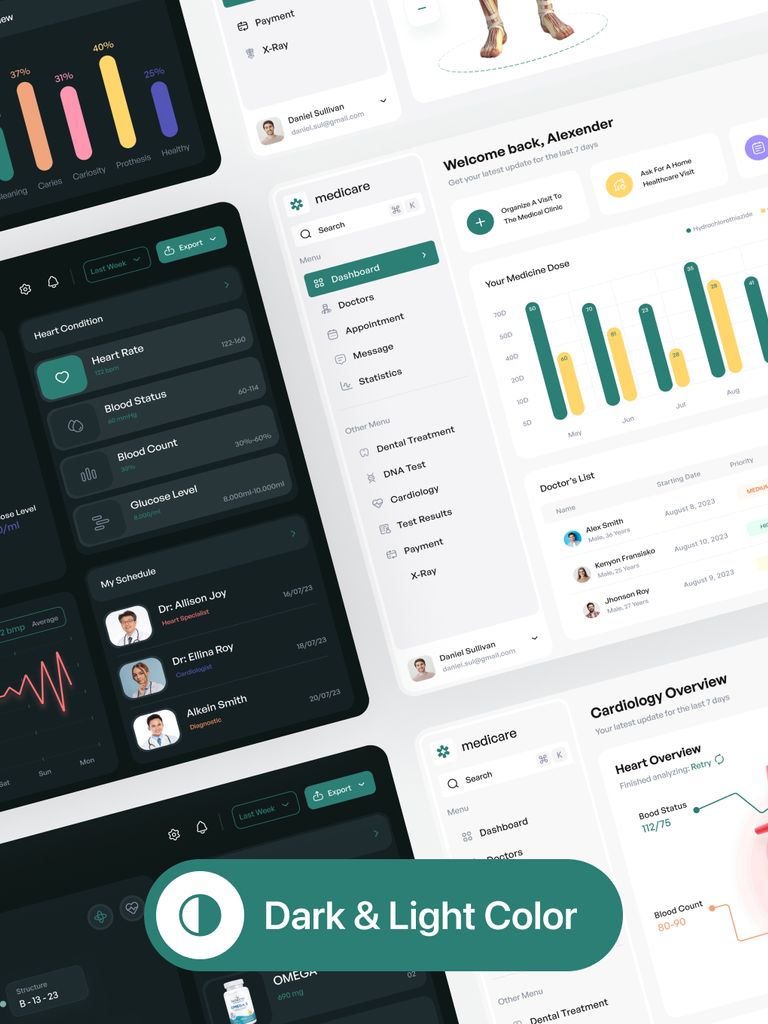 view
37%
31%
40%
25%
Caries
Cariosity
Prothesis
Healthy
Payment
X-Ray
Daniel Sullivan
daniel.sul@gmail.com
Last Week
Export
Heart Condition
Heart Rate
122 bpm
122-160
Blood Status
60 mmHg
60-114
Blood Count
30%
30%-60%
Glucose Level
8.000/ml
8.000ml-10.000ml
My Schedule
Dr: Allison Joy
Heart Specialist
16/07/23
Dr: Ellina Roy
Cardiologist
18/07/23
Alkein Smith
Diagnostic
20/07/23
ose Level
0/ml
2 bmp
Average
Sat
Sun
Mon
medicare
Search
⌘ K
Menu
Dashboard
Doctors
Appointment
Message
Statistics
Other Menu
Dental Treatment
DNA Test
Cardiology
Test Results
Payment
X-Ray
Daniel Sullivan
daniel.sul@gmail.com
Welcome back, Alexender
Get your latest update for the last 7 days
Organize A Visit To
The Medical Clinic
Ask For A Home
Healthcare Visit
Your Medicine Dose
Hydrochlorothiazide
70D
50D
40D
20D
10D
5D
50
60
70
61
23
28
35
28
41
May
Jun
Jul
Aug
Doctor's List
Name
Starting Date
Priority
Alex Smith
Male, 36 Years
August 8, 2023
MEDIU
Kenyon Fransisko
Male, 25 Years
August 10, 2023
Jhonson Roy
Male, 27 Years
August 9, 2023
Last Week
Export
Structure
B - 13 - 23
OMEGA
690 mg
02
medicare
Search
⌘ K
Menu
Dashboard
Doctors
Other Menu
Dental Treatment
Cardiology Overview
Your latest update for the last 7 days
Heart Overview
Finished analyzing: Retry
Bood Status
112/75
Blood Count
80-90
Dark & Light Color